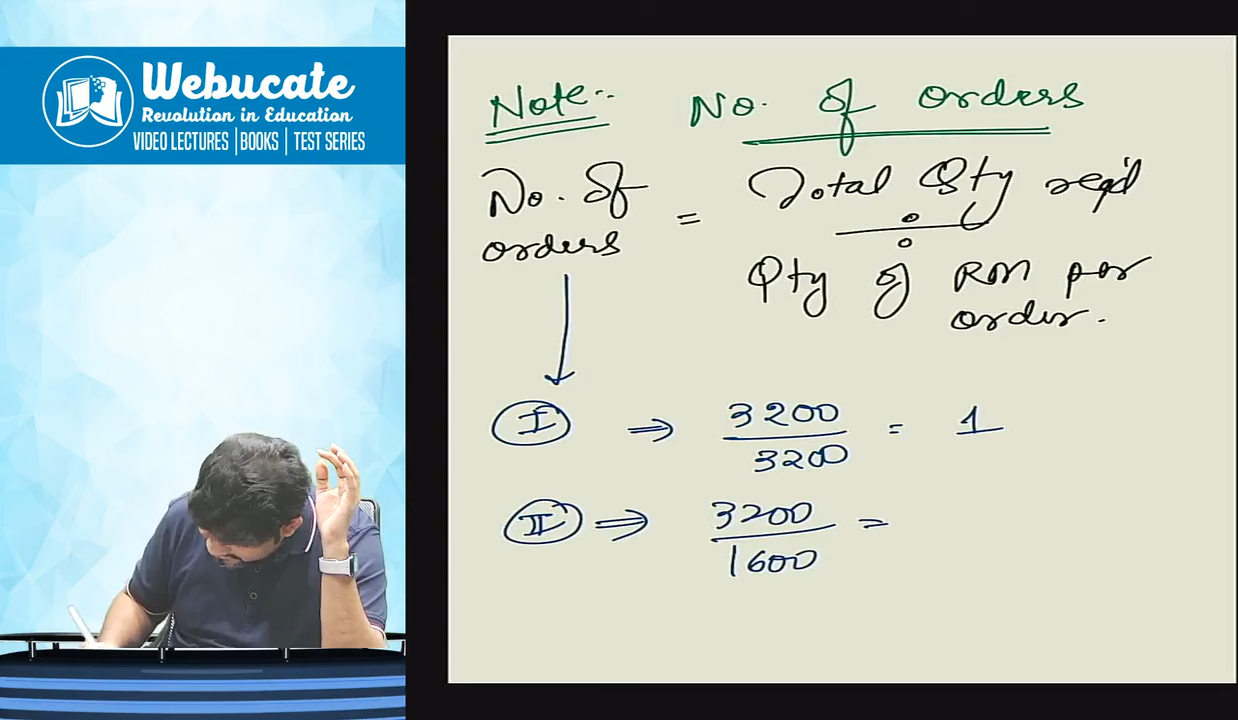 Webucate
Revolution in Education
VIDEO LECTURES | BOOKS | TEST SERIES
Note:- No. of orders
No. of orders = Total Qty req'd ÷ Qty of RM per order.
I ⇒ 3200 / 3200 = 1
II ⇒ 3200 / 1600 =